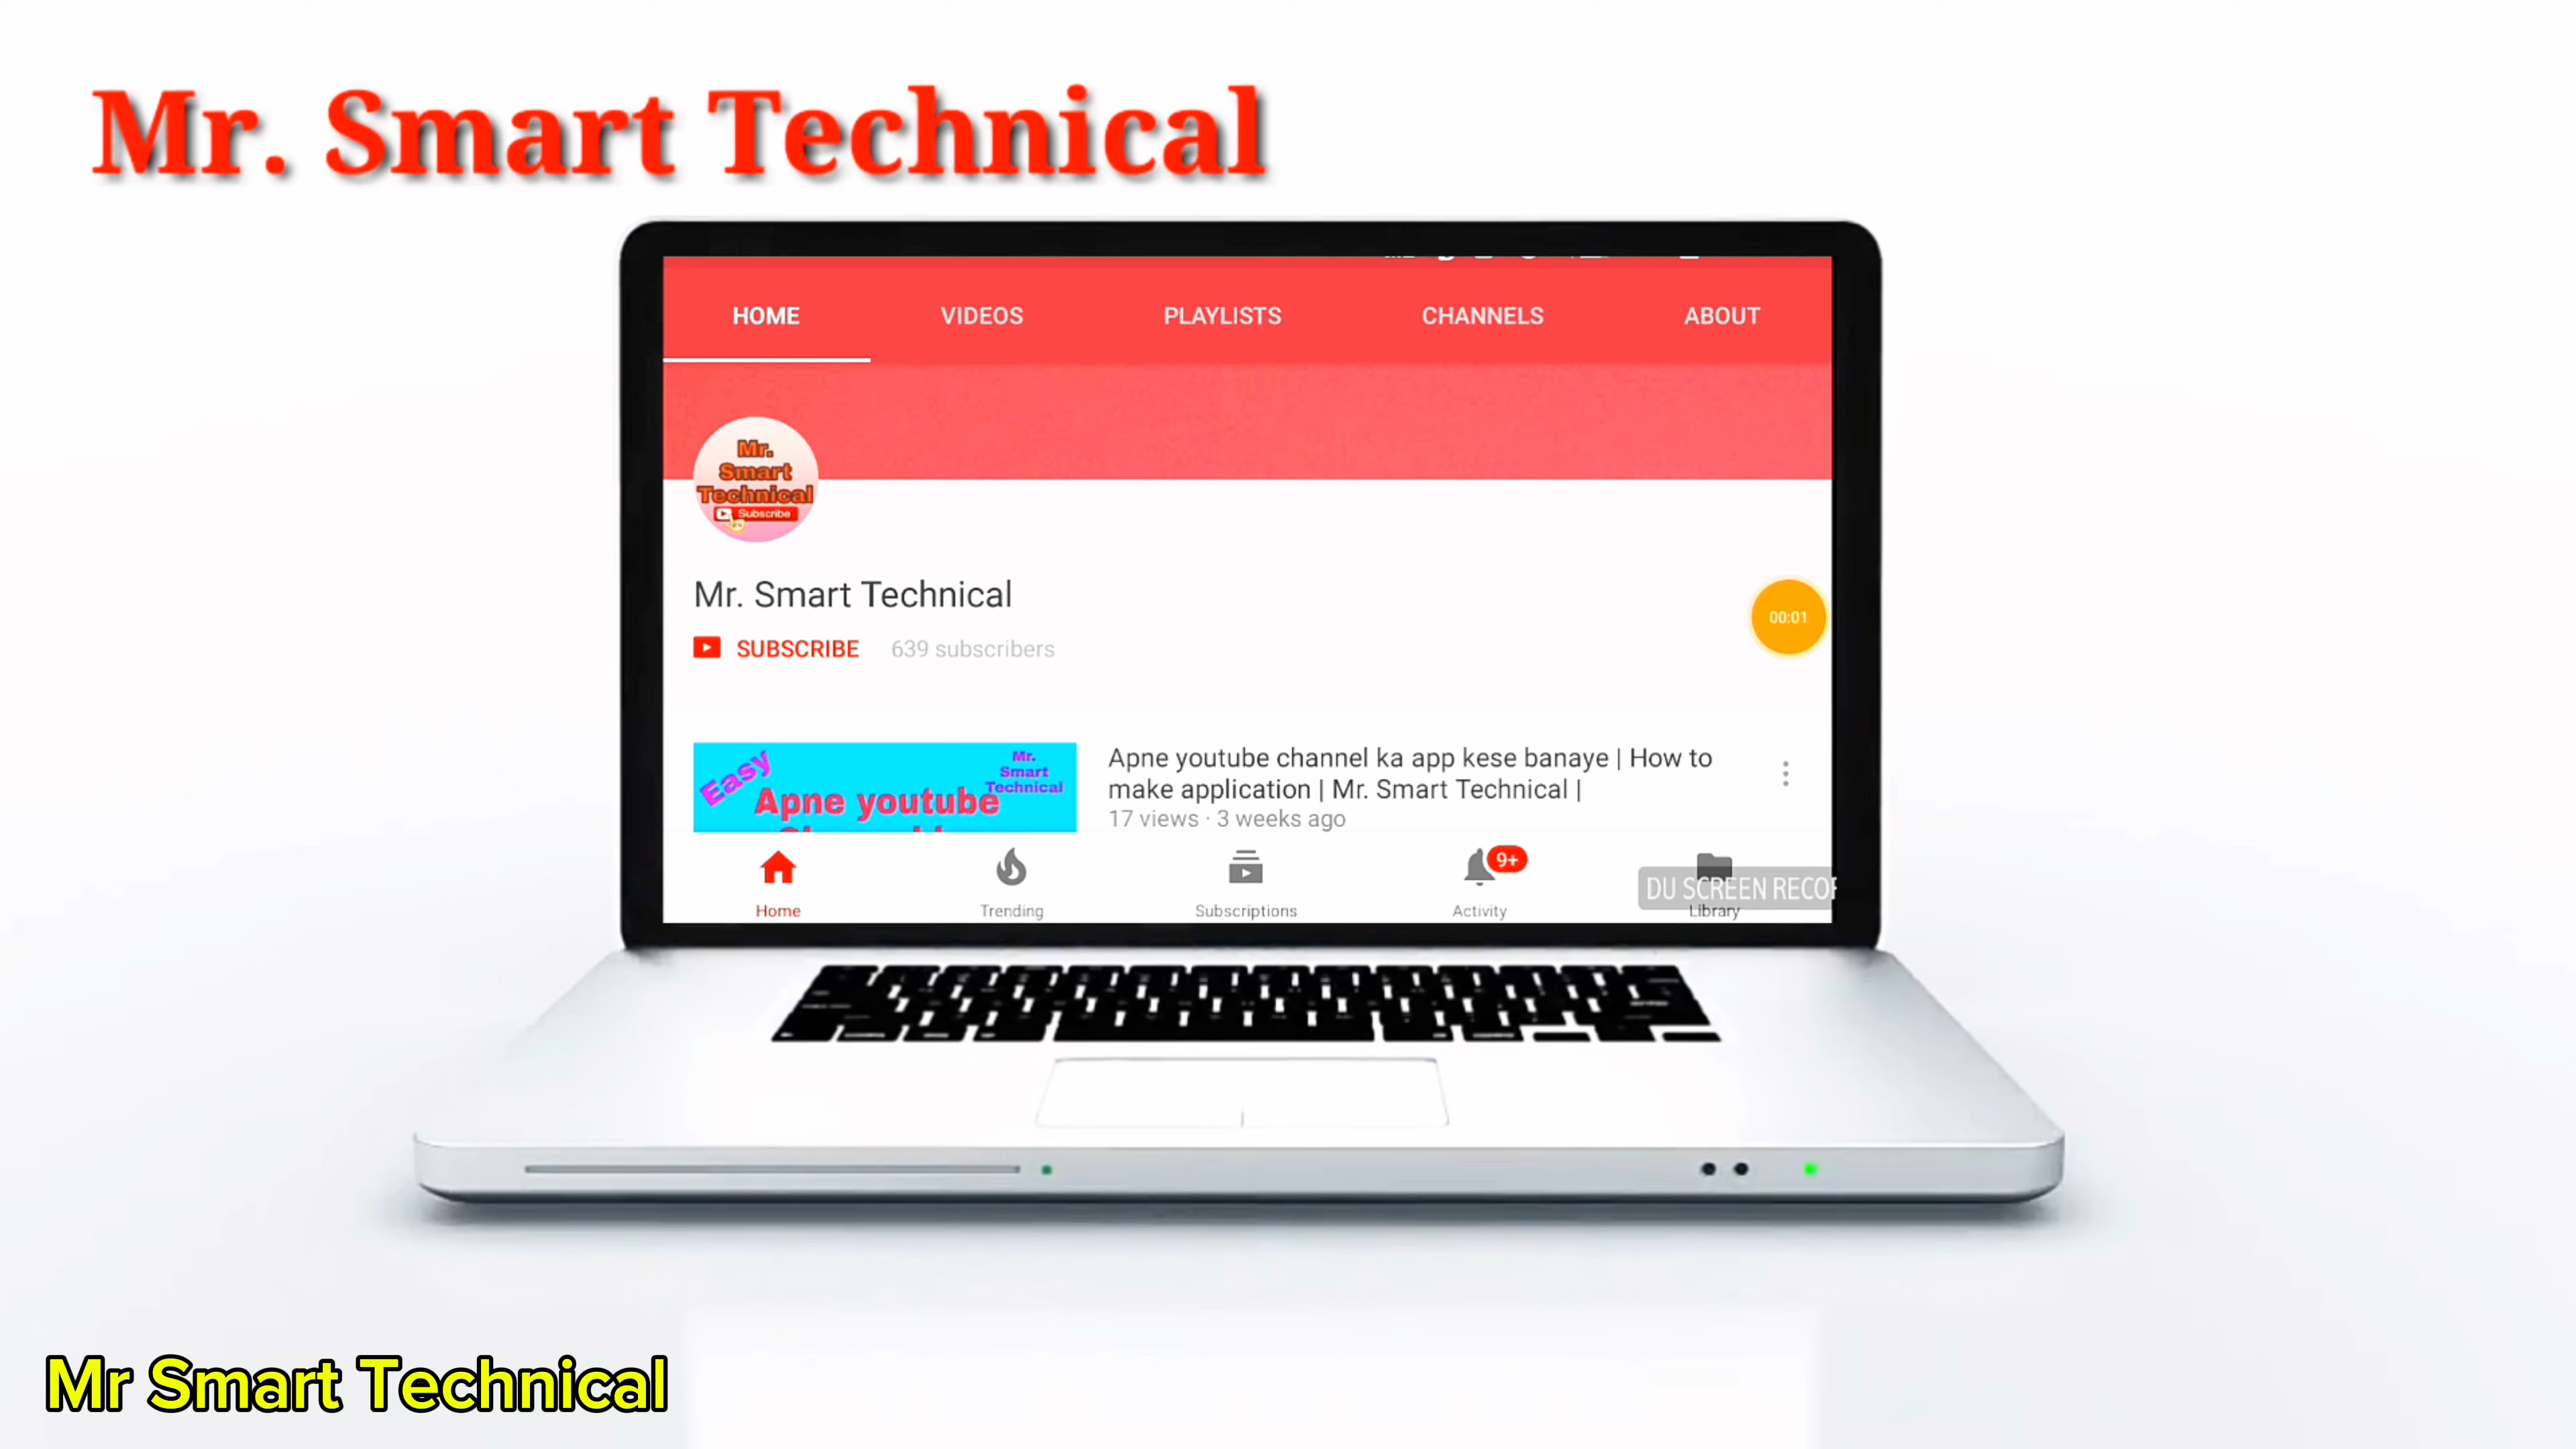 Mr. Smart Technical
HOME VIDEOS PLAYLISTS CHANNELS ABOUT
Mr.
Smart
Technical
Subscribe
Mr. Smart Technical
SUBSCRIBE 639 subscribers
00:01
Easy
Apne youtube
Mr.
Smart
Technical
Apne youtube channel ka app kese banaye | How to
make application | Mr. Smart Technical |
17 views · 3 weeks ago
9+
DU SCREEN RECOR
Home Trending Subscriptions Activity Library
Mr Smart Technical